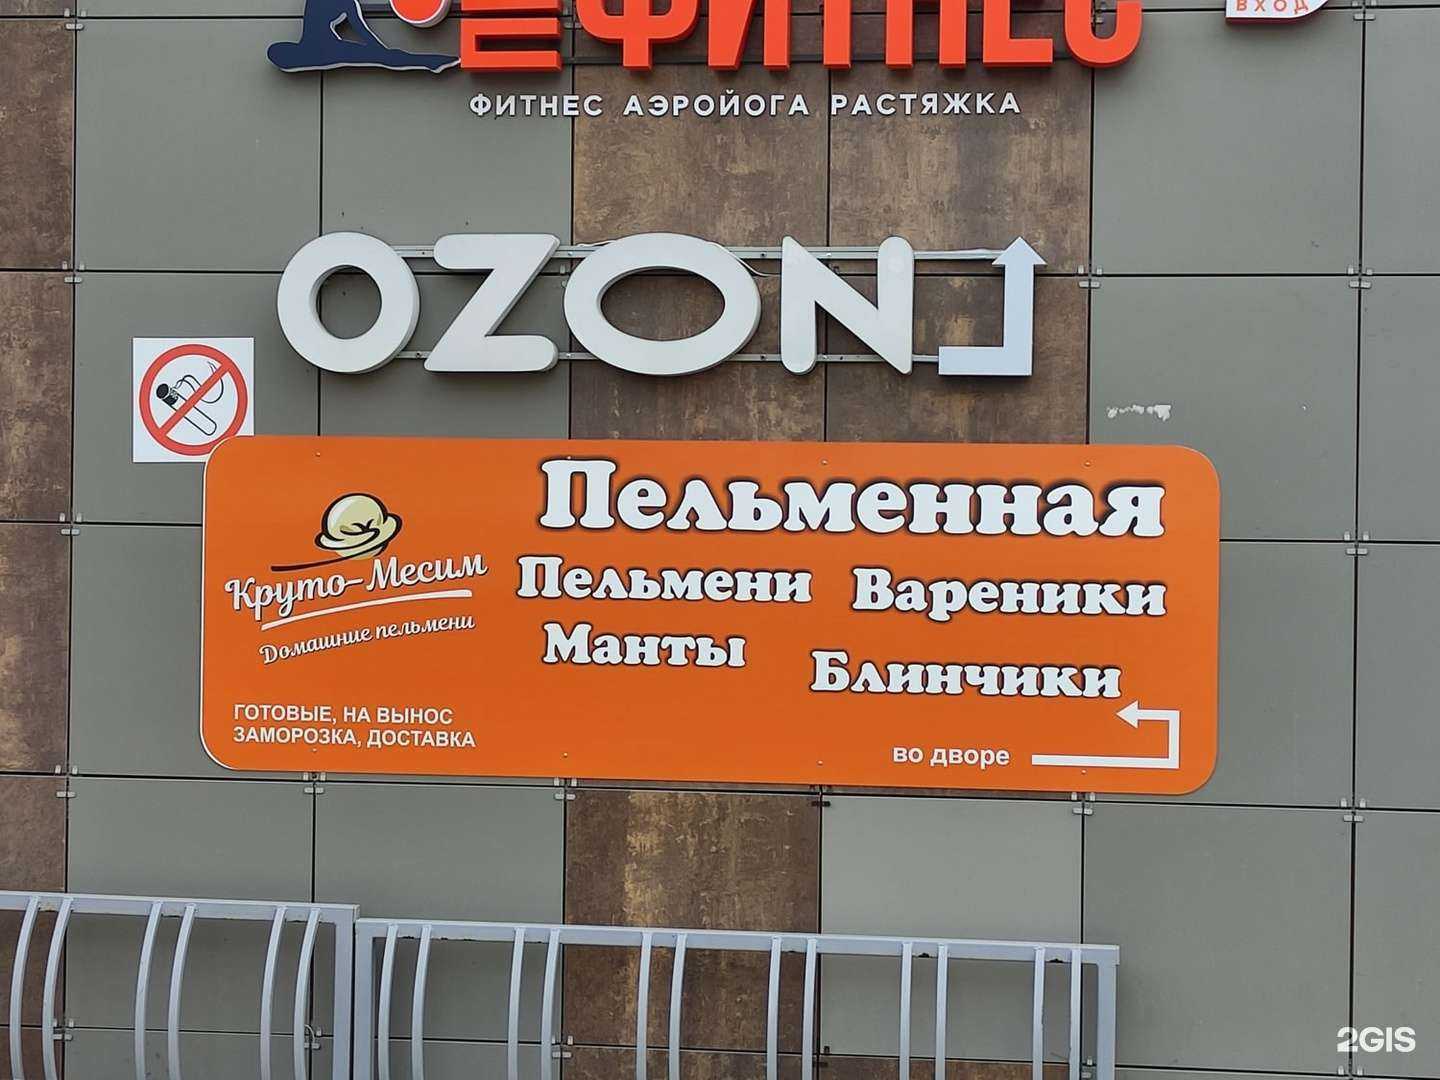 ФИТНЕС
ВХОД
ФИТНЕС АЭРОЙОГА РАСТЯЖКА
OZON
Пельменная
Круто-Месим
Домашние пельмени
Пельмени Вареники
Манты Блинчики
ГОТОВЫЕ, НА ВЫНОС
ЗАМОРОЗКА, ДОСТАВКА
во дворе
2GIS